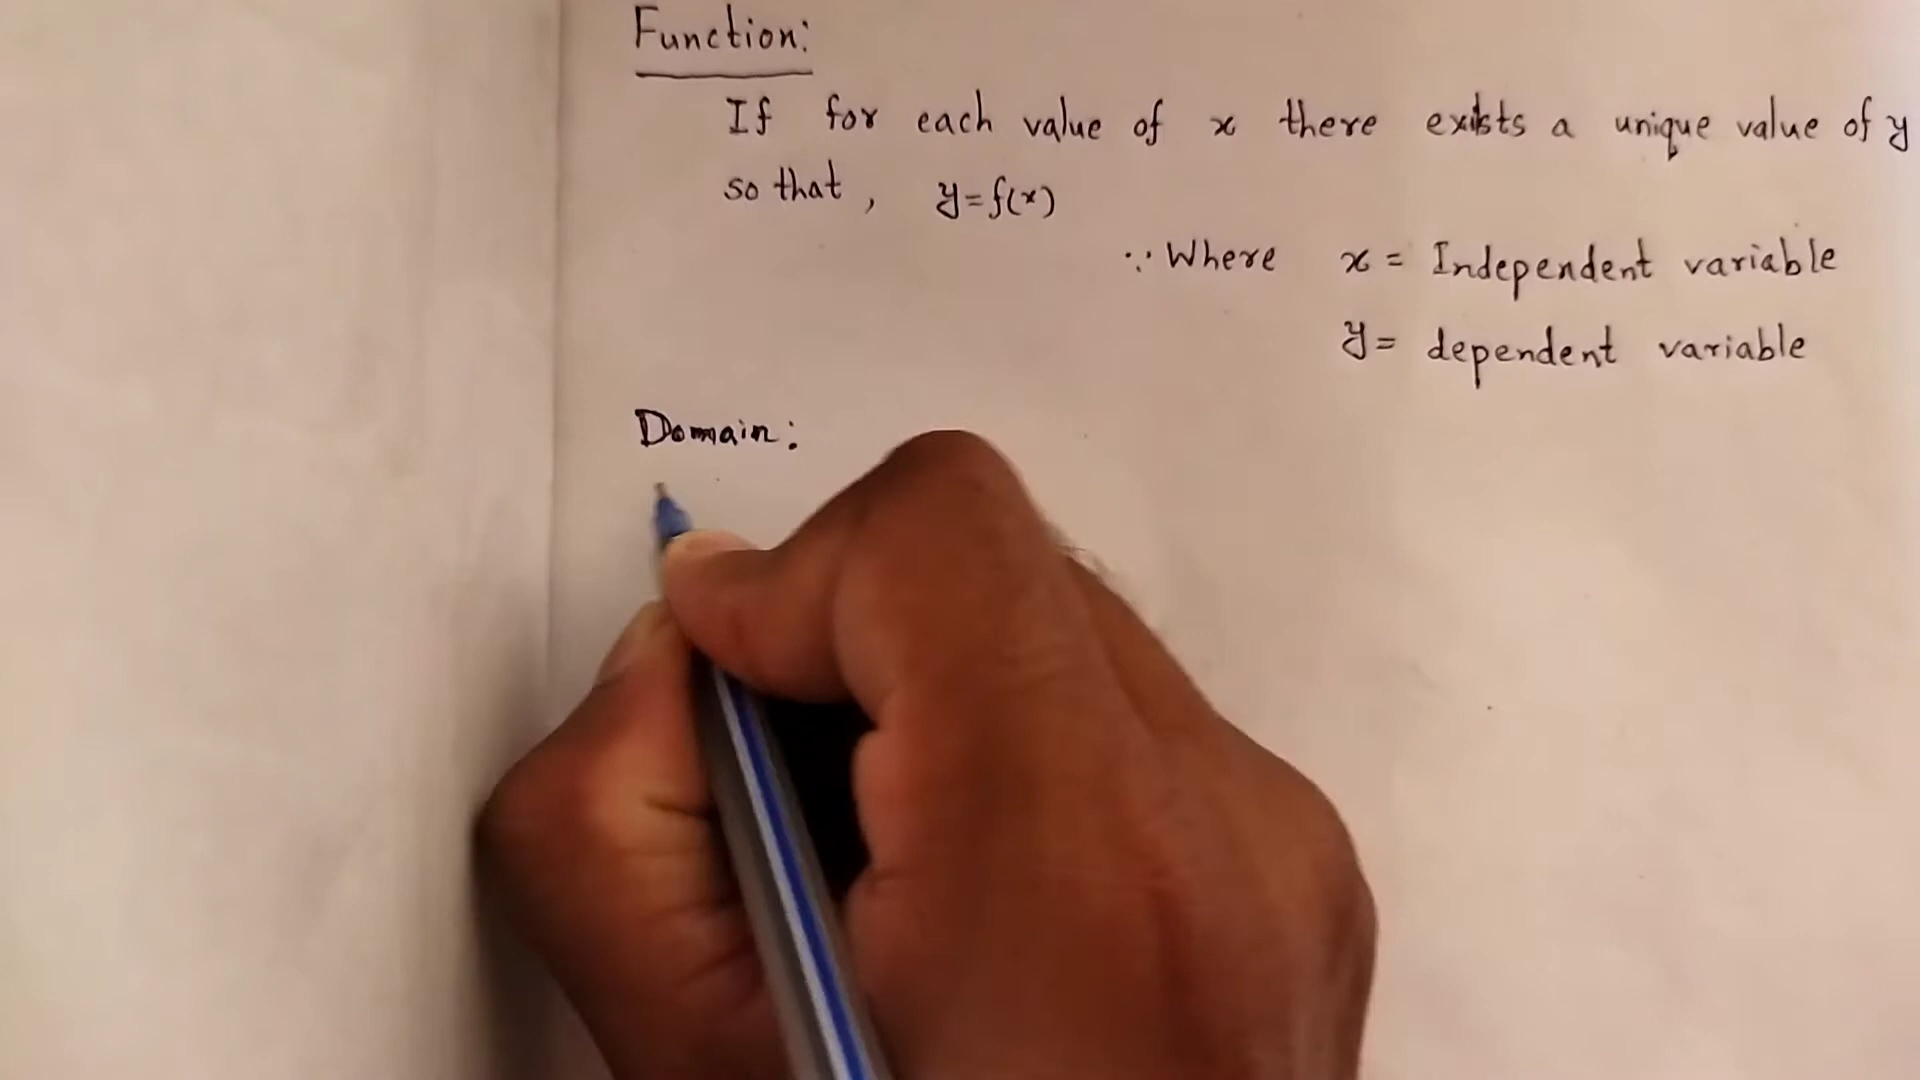 Function:
If for each value of x there exists a unique value of y
so that, y=f(x)
∵ Where x = Independent variable
y = dependent variable
Domain: